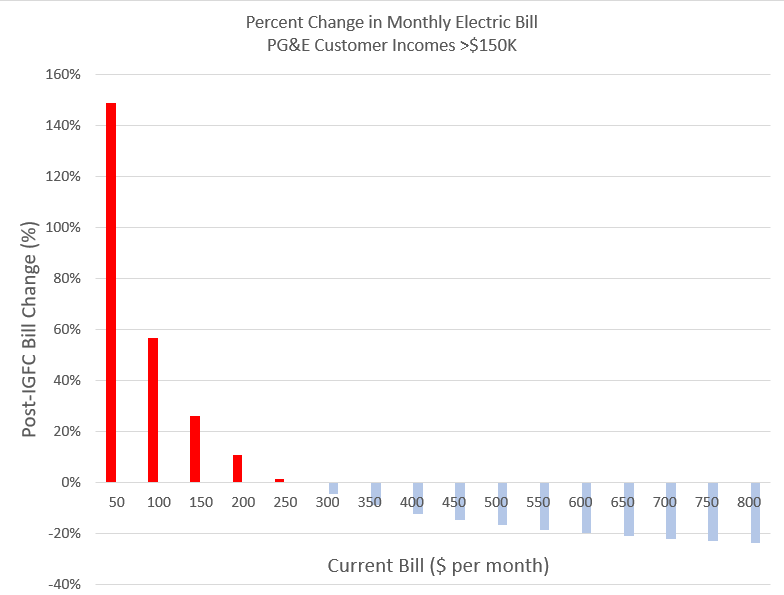 Percent Change in Monthly Electric Bill
PG&E Customer Incomes >$150K
160%
140%
120%
100%
80%
60%
40%
20%
0%
-20%
-40%
Post-IGFC Bill Change (%)
50 100 150 200 250 300 350 400 450 500 550 600 650 700 750 800
Current Bill ($ per month)